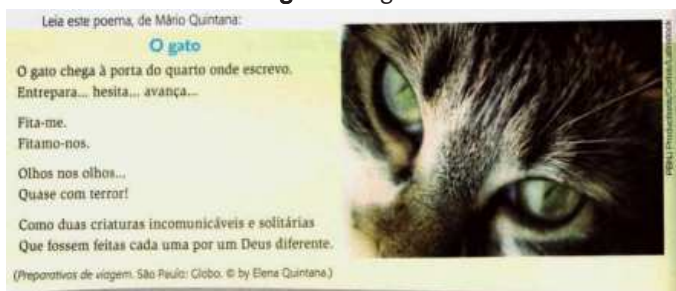 Leia este poema, de Mário Quintana:
O gato
O gato chega à porta do quarto onde escrevo.
Entrepara... hesita... avança...
Fita-me.
Fitamo-nos.
Olhos nos olhos...
Quase com terror!
Como duas criaturas incomunicáveis e solitárias
Que fossem feitas cada uma por um Deus diferente.
(Preparativos de viagem. São Paulo: Globo. © by Elena Quintana.)